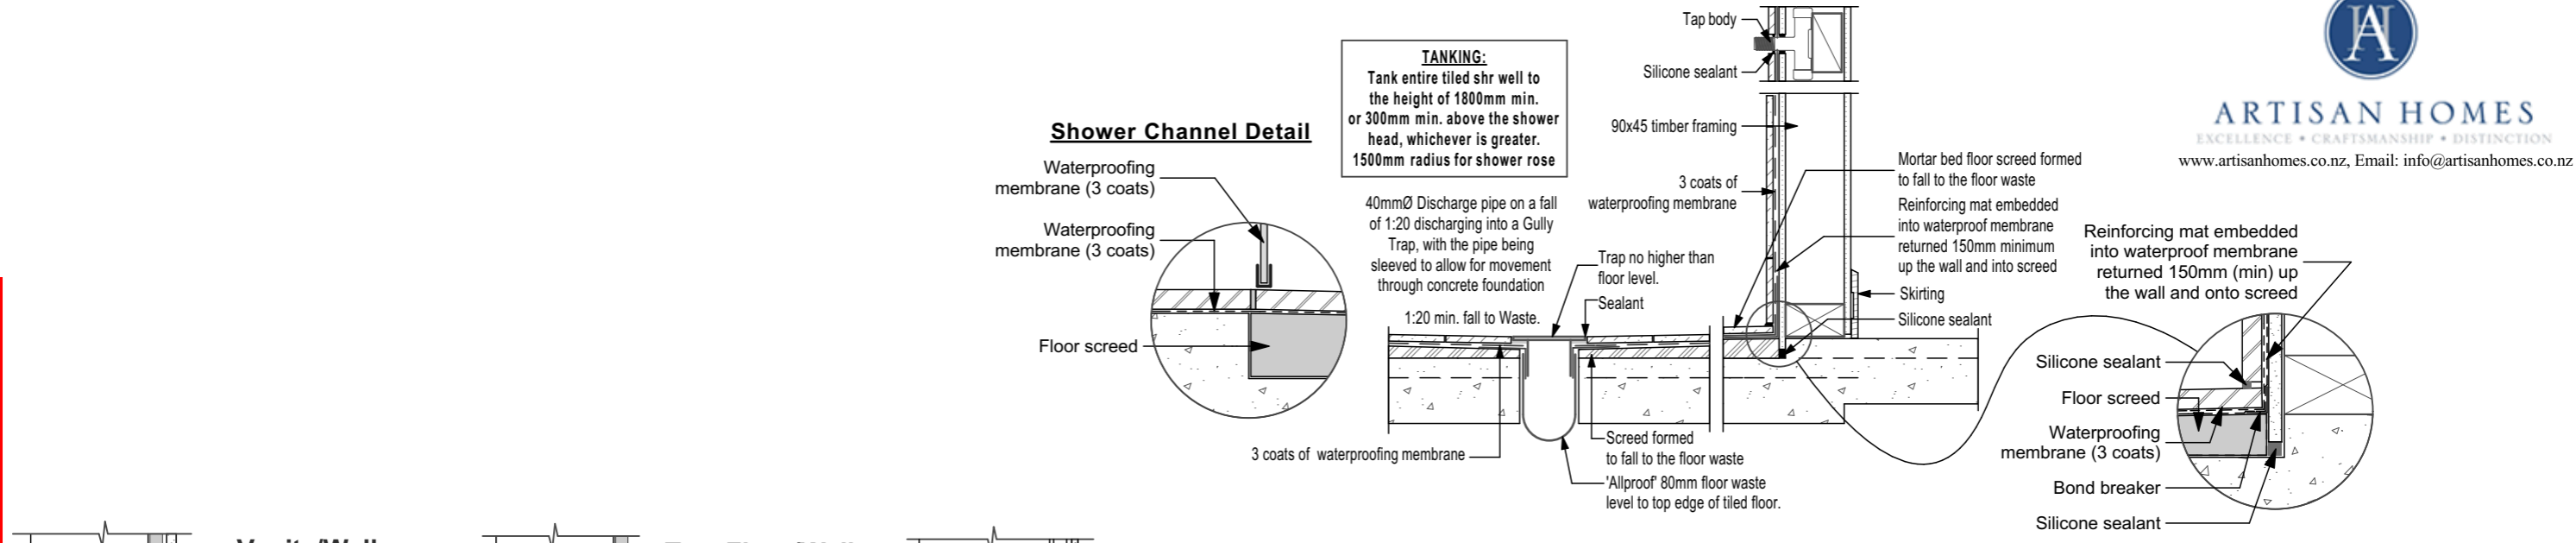 Shower Channel Detail
Waterproofing
membrane (3 coats)
Waterproofing
membrane (3 coats)
Floor screed
TANKING:
Tank entire tiled shr well to
the height of 1800mm min.
or 300mm min. above the shower
head, whichever is greater.
1500mm radius for shower rose
40mmØ Discharge pipe on a fall
of 1:20 discharging into a Gully
Trap, with the pipe being
sleeved to allow for movement
through concrete foundation
1:20 min. fall to Waste.
3 coats of waterproofing membrane
Tap body
Silicone sealant
90x45 timber framing
3 coats of
waterproofing membrane
Trap no higher than
floor level.
Sealant
Screed formed
to fall to the floor waste
'Allproof' 80mm floor waste
level to top edge of tiled floor.
Mortar bed floor screed formed
to fall to the floor waste
Reinforcing mat embedded
into waterproof membrane
returned 150mm minimum
up the wall and into screed
Skirting
Silicone sealant
Reinforcing mat embedded
into waterproof membrane
returned 150mm (min) up
the wall and onto screed
Silicone sealant
Floor screed
Waterproofing
membrane (3 coats)
Bond breaker
Silicone sealant
ARTISAN HOMES
EXCELLENCE • CRAFTSMANSHIP • DISTINCTION
www.artisanhomes.co.nz, Email: info@artisanhomes.co.nz